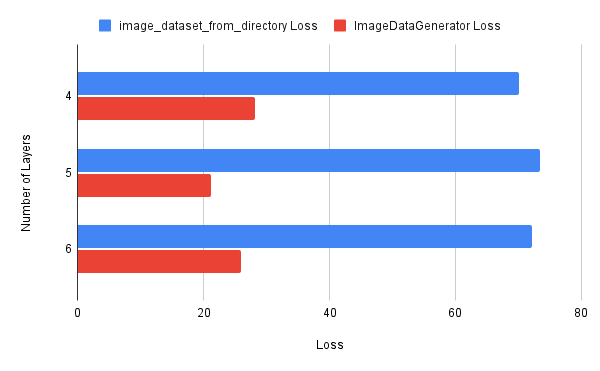 image_dataset_from_directory Loss ImageDataGenerator Loss
Number of Layers
4
5
6
0 20 40 60 80
Loss